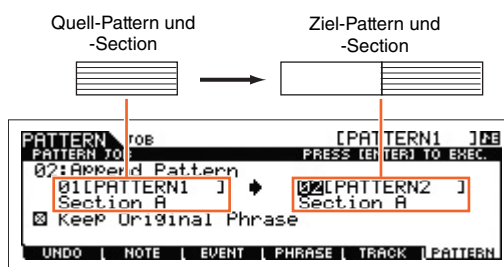 Quell-Pattern und
-Section
Ziel-Pattern und
-Section
PATTERN JOB [PATTERN1 ]
PATTERN JOB PRESS [ENTER] TO EXEC.
02:Append Pattern
01[PATTERN1 ] 02[PATTERN2 ]
Section A Section A
Keep Original Phrase
UNDO NOTE EVENT PHRASE TRACK PATTERN